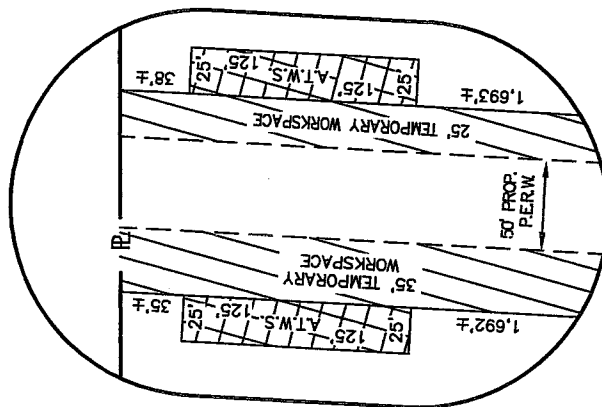 38'±
25'
125'
A.T.W.S.
125'
25'
1,693'±
25' TEMPORARY WORKSPACE
50' PROP.
P.E.R.W.
PL
35' TEMPORARY
WORKSPACE
35'±
25'
125'
A.T.W.S.
125'
25'
1,692'±